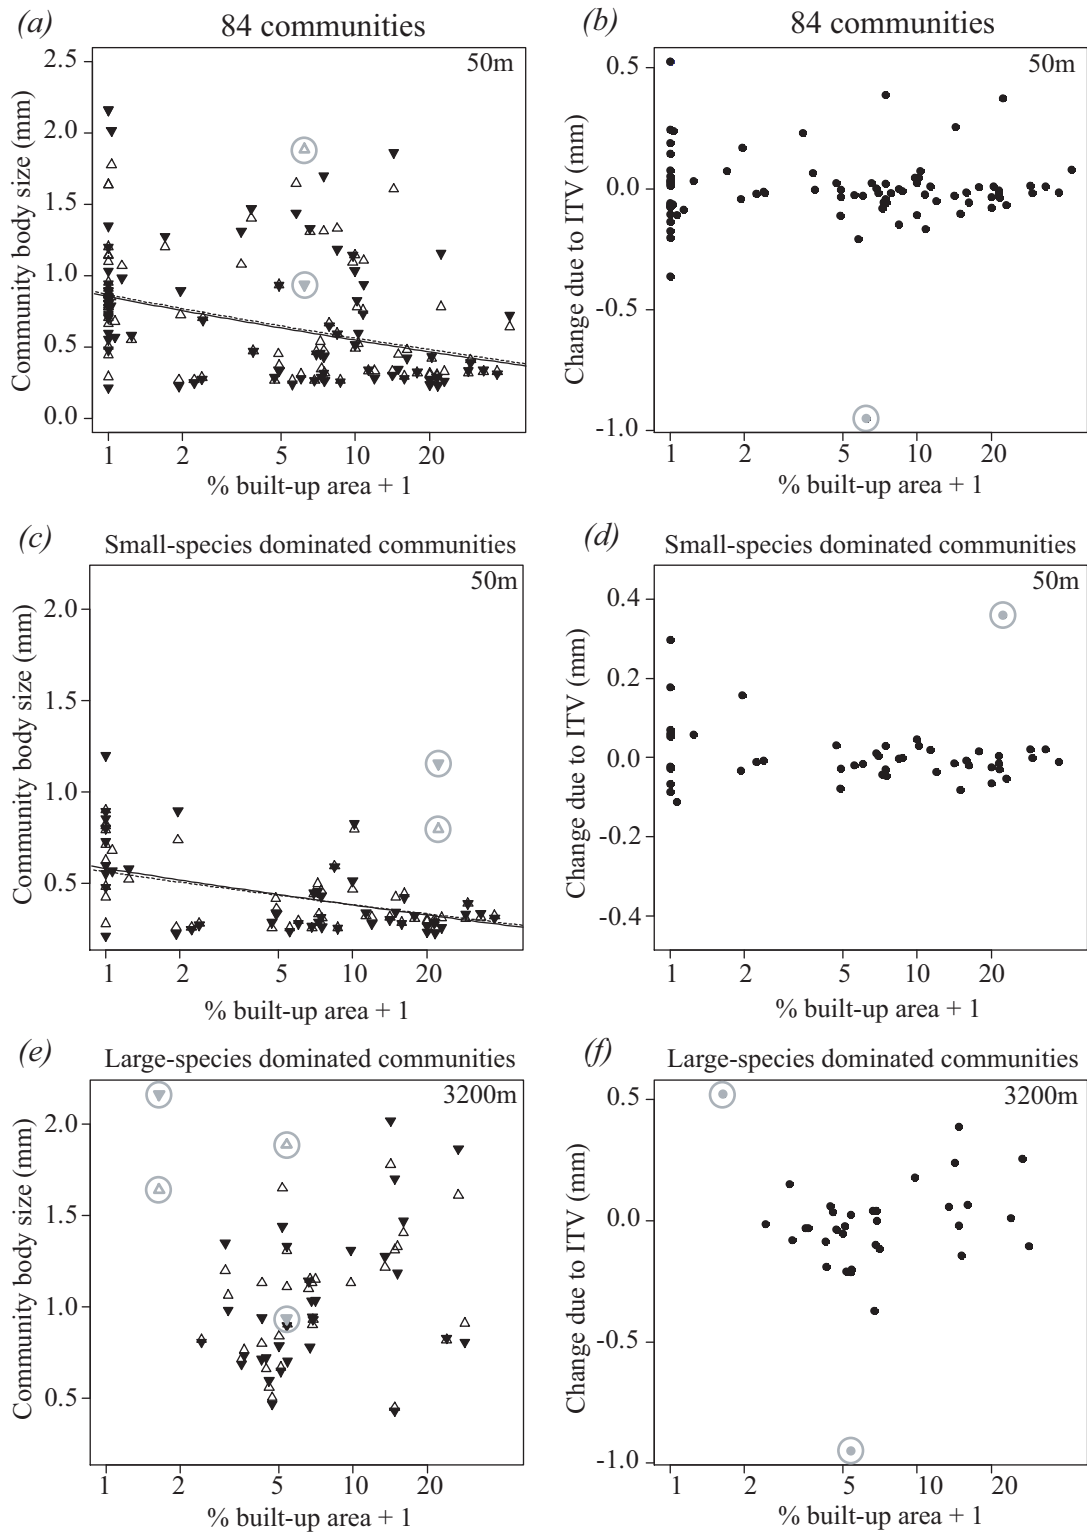 (a) 84 communities
50m
Community body size (mm)
2.5
2.0
1.5
1.0
0.5
0.0
1 2 5 10 20
% built-up area + 1
(b) 84 communities
50m
Change due to ITV (mm)
0.5
0.0
-0.5
-1.0
1 2 5 10 20
% built-up area + 1
(c) Small-species dominated communities
50m
Community body size (mm)
2.0
1.5
1.0
0.5
1 2 5 10 20
% built-up area + 1
(d) Small-species dominated communities
50m
Change due to ITV (mm)
0.4
0.2
0.0
-0.2
-0.4
1 2 5 10 20
% built-up area + 1
(e) Large-species dominated communities
3200m
Community body size (mm)
2.0
1.5
1.0
0.5
1 2 5 10 20
% built-up area + 1
(f) Large-species dominated communities
3200m
Change due to ITV (mm)
0.5
0.0
-0.5
-1.0
1 2 5 10 20
% built-up area + 1